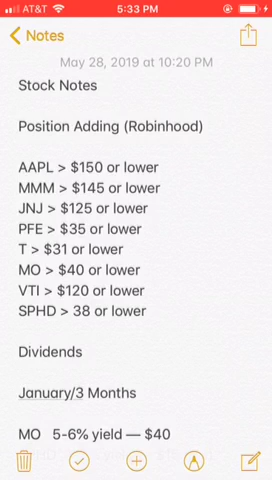 AT&T
5:33 PM
Notes
May 28, 2019 at 10:20 PM
Stock Notes
Position Adding (Robinhood)
AAPL > $150 or lower
MMM > $145 or lower
JNJ > $125 or lower
PFE > $35 or lower
T > $31 or lower
MO > $40 or lower
VTI > $120 or lower
SPHD > 38 or lower
Dividends
January/3 Months
MO 5-6% yield — $40